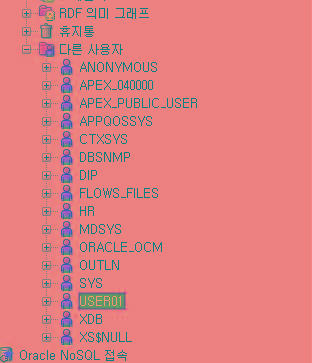 RDF 의미 그래프
휴지통
다른 사용자
ANONYMOUS
APEX_040000
APEX_PUBLIC_USER
APPQOSSYS
CTXSYS
DBSNMP
DIP
FLOWS_FILES
HR
MDSYS
ORACLE_OCM
OUTLN
SYS
USER01
XDB
XS$NULL
Oracle NoSQL 접속